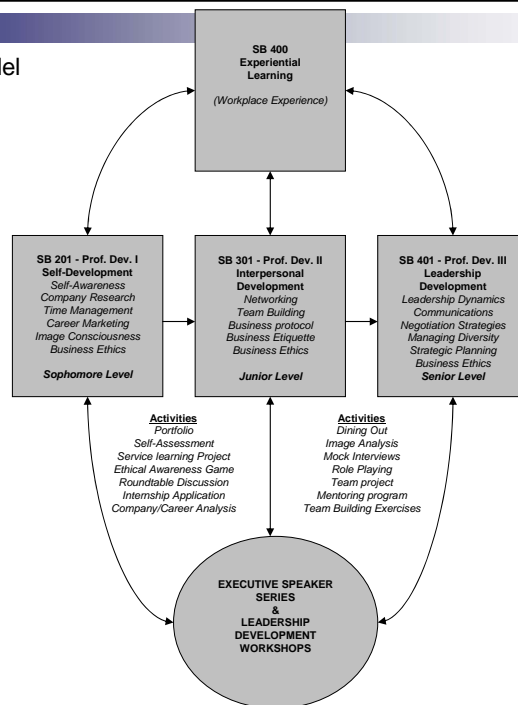 SB 400
Experiential
Learning
(Workplace Experience)
SB 201 - Prof. Dev. I
Self-Development
Self-Awareness
Company Research
Time Management
Career Marketing
Image Consciousness
Business Ethics
Sophomore Level
SB 301 - Prof. Dev. II
Interpersonal
Development
Networking
Team Building
Business protocol
Business Etiquette
Business Ethics
Junior Level
SB 401 - Prof. Dev. III
Leadership
Development
Leadership Dynamics
Communications
Negotiation Strategies
Managing Diversity
Strategic Planning
Business Ethics
Senior Level
Activities
Portfolio
Self-Assessment
Service learning Project
Ethical Awareness Game
Roundtable Discussion
Internship Application
Company/Career Analysis
Activities
Dining Out
Image Analysis
Mock Interviews
Role Playing
Team project
Mentoring program
Team Building Exercises
EXECUTIVE SPEAKER
SERIES
&
LEADERSHIP
DEVELOPMENT
WORKSHOPS